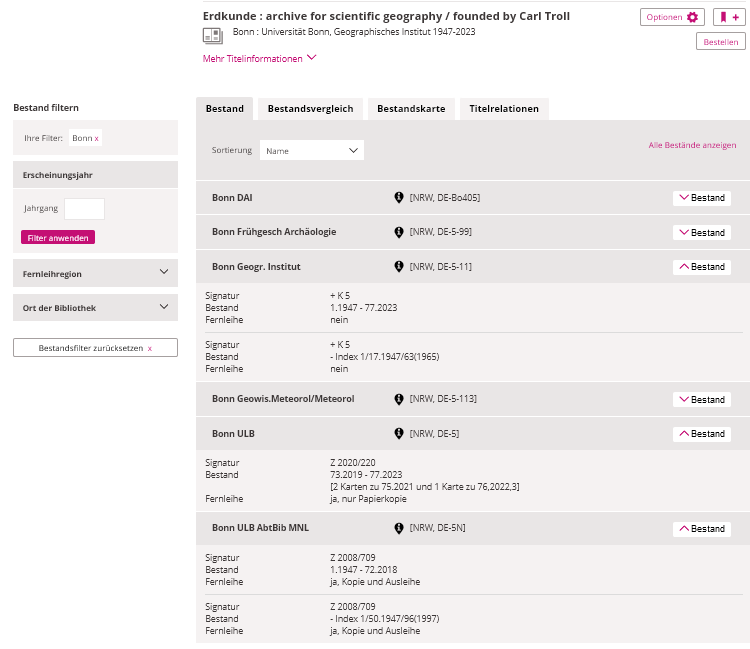 Erdkunde : archive for scientific geography / founded by Carl Troll
Bonn : Universität Bonn, Geographisches Institut 1947-2023
Mehr Titelinformationen
Optionen
+
Bestellen
Bestand filtern
Ihre Filter: Bonn x
Erscheinungsjahr
Jahrgang
Filter anwenden
Fernleihregion
Ort der Bibliothek
Bestandsfilter zurücksetzen x
Bestand Bestandsvergleich Bestandskarte Titelrelationen
Sortierung Name
Alle Bestände anzeigen
Bonn DAI [NRW, DE-Bo405] Bestand
Bonn Frühgesch Archäologie [NRW, DE-5-99] Bestand
Bonn Geogr. Institut [NRW, DE-5-11] Bestand
Signatur + K 5
Bestand 1.1947 - 77.2023
Fernleihe nein
Signatur + K 5
Bestand - Index 1/17.1947/63(1965)
Fernleihe nein
Bonn Geowis.Meteorol/Meteorol [NRW, DE-5-113] Bestand
Bonn ULB [NRW, DE-5] Bestand
Signatur Z 2020/220
Bestand 73.2019 - 77.2023
[2 Karten zu 75.2021 und 1 Karte zu 76,2022,3]
Fernleihe ja, nur Papierkopie
Bonn ULB AbtBib MNL [NRW, DE-5N] Bestand
Signatur Z 2008/709
Bestand 1.1947 - 72.2018
Fernleihe ja, Kopie und Ausleihe
Signatur Z 2008/709
Bestand - Index 1/50.1947/96(1997)
Fernleihe ja, Kopie und Ausleihe